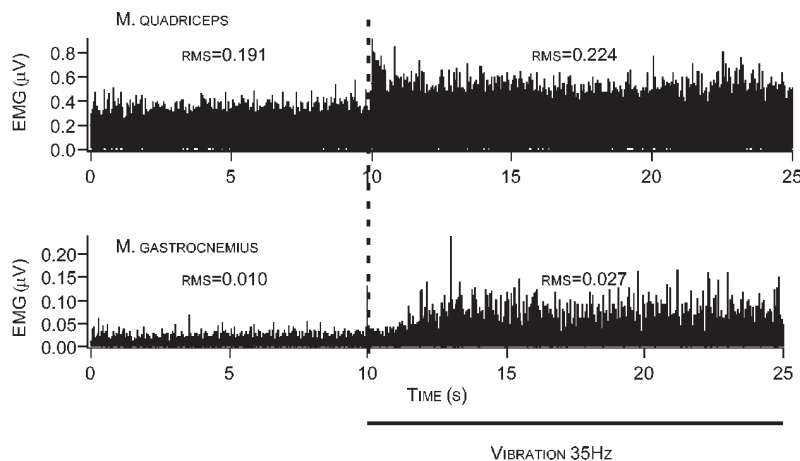 M. QUADRICEPS
RMS=0.191 RMS=0.224
EMG (μV)
0.8
0.6
0.4
0.2
0.0
0 5 10 15 20 25
M. GASTROCNEMIUS
RMS=0.010 RMS=0.027
EMG (μV)
0.20
0.15
0.10
0.05
0.00
0 5 10 15 20 25
TIME (S)
VIBRATION 35HZ